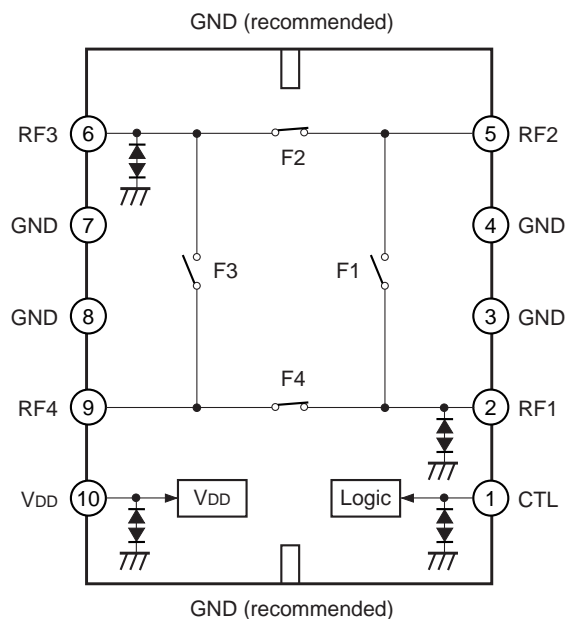 GND (recommended)
RF3 6 5 RF2
F2
GND 7 4 GND
F3 F1
GND 8 3 GND
F4
RF4 9 2 RF1
VDD 10 VDD Logic 1 CTL
GND (recommended)